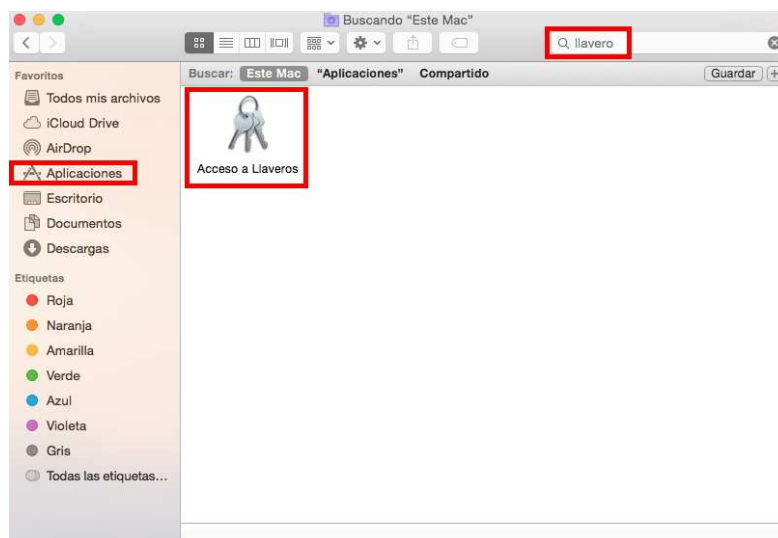 Buscando “Este Mac”
llavero
Buscar: Este Mac “Aplicaciones” Compartido Guardar +
Favoritos
Todos mis archivos
iCloud Drive
AirDrop
Aplicaciones
Escritorio
Documentos
Descargas
Etiquetas
Roja
Naranja
Amarilla
Verde
Azul
Violeta
Gris
Todas las etiquetas...
Acceso a Llaveros